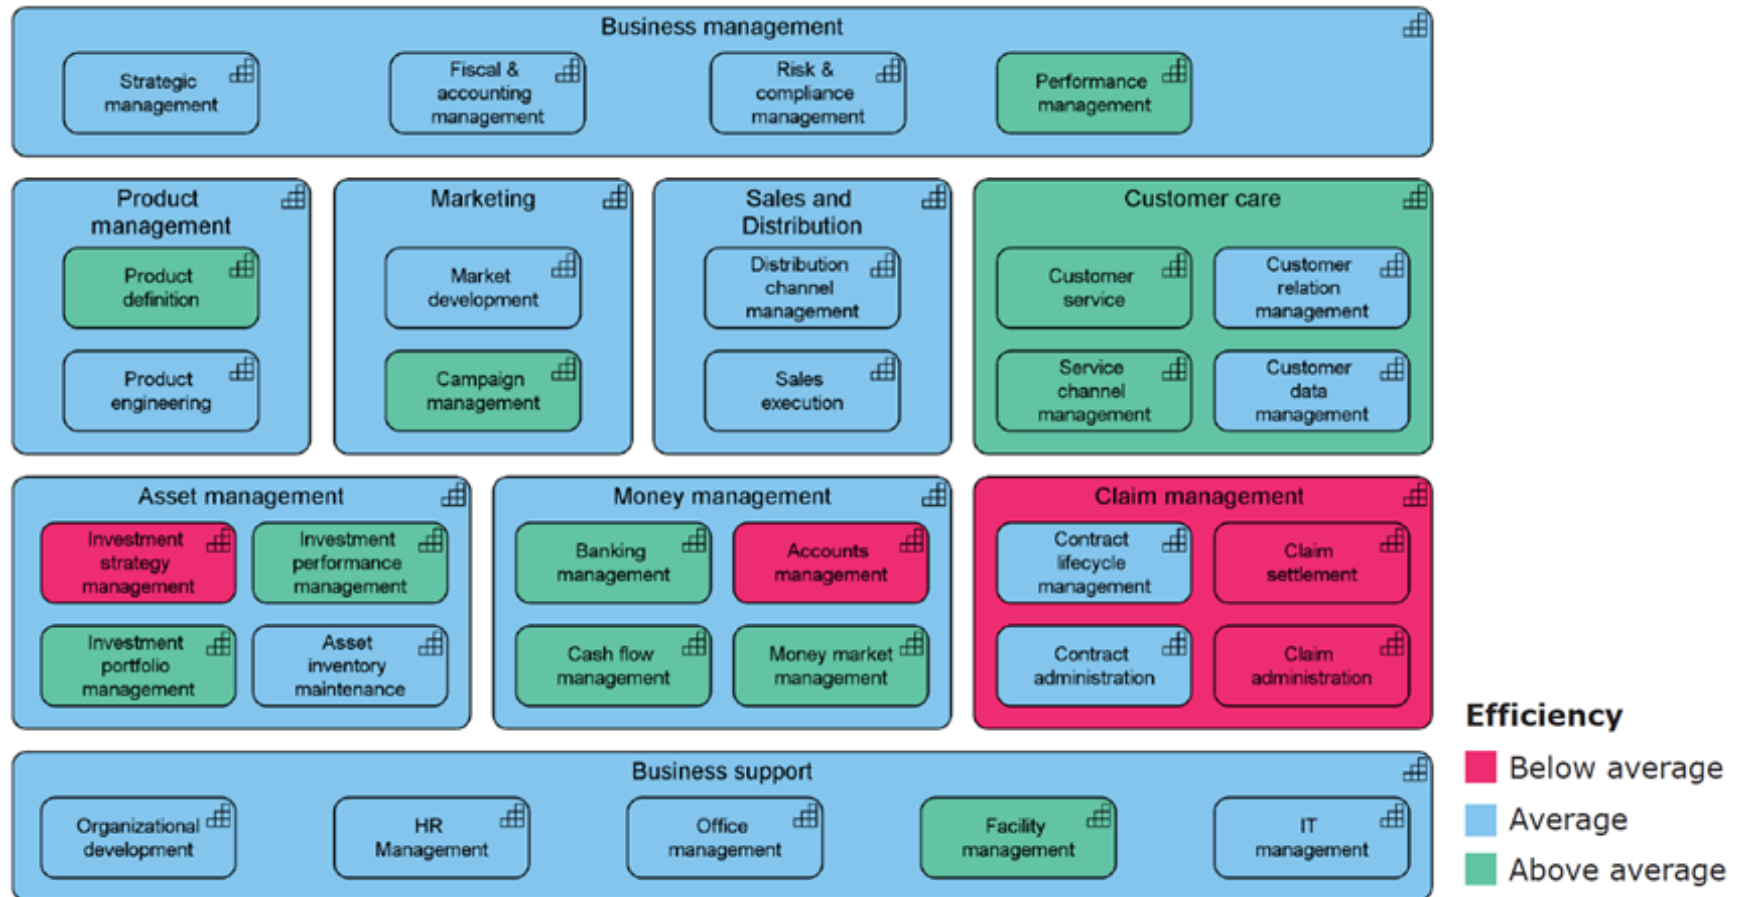 Business management
Strategic
management
Fiscal &
accounting
management
Risk &
compliance
management
Performance
management
Product
management
Product
definition
Product
engineering
Marketing
Market
development
Campaign
management
Sales and
Distribution
Distribution
channel
management
Sales
execution
Customer care
Customer
service
Customer
relation
management
Service
channel
management
Customer
data
management
Asset management
Investment
strategy
management
Investment
performance
management
Investment
portfolio
management
Asset
inventory
maintenance
Money management
Banking
management
Accounts
management
Cash flow
management
Money market
management
Claim management
Contract
lifecycle
management
Claim
settlement
Contract
administration
Claim
administration
Business support
Organizational
development
HR
Management
Office
management
Facility
management
IT
management
Efficiency
Below average
Average
Above average